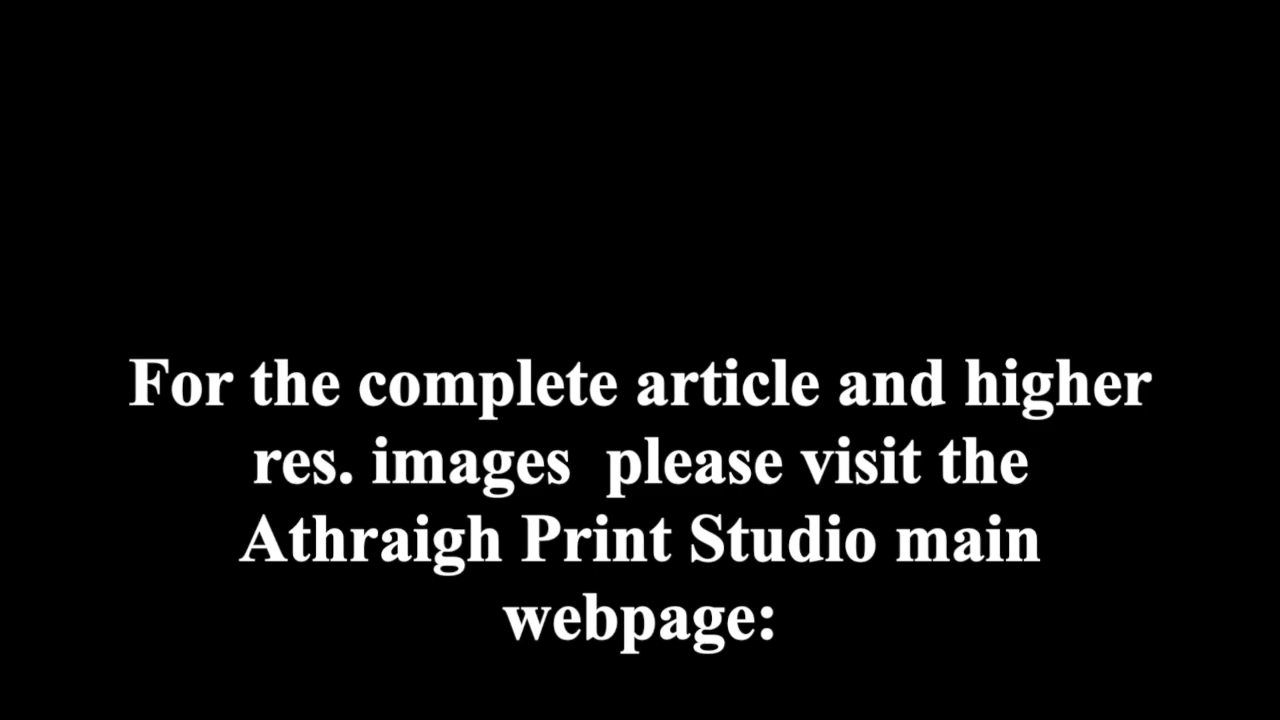 For the complete article and higher
res. images  please visit the
Athraigh Print Studio main
webpage: